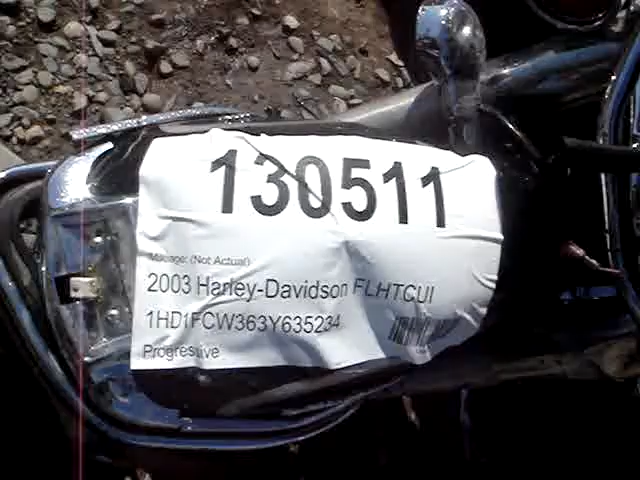 130511
Mileage: (Not Actual)
2003 Harley-Davidson FLHTCUI
1HD1FCW363Y635234
Progressive